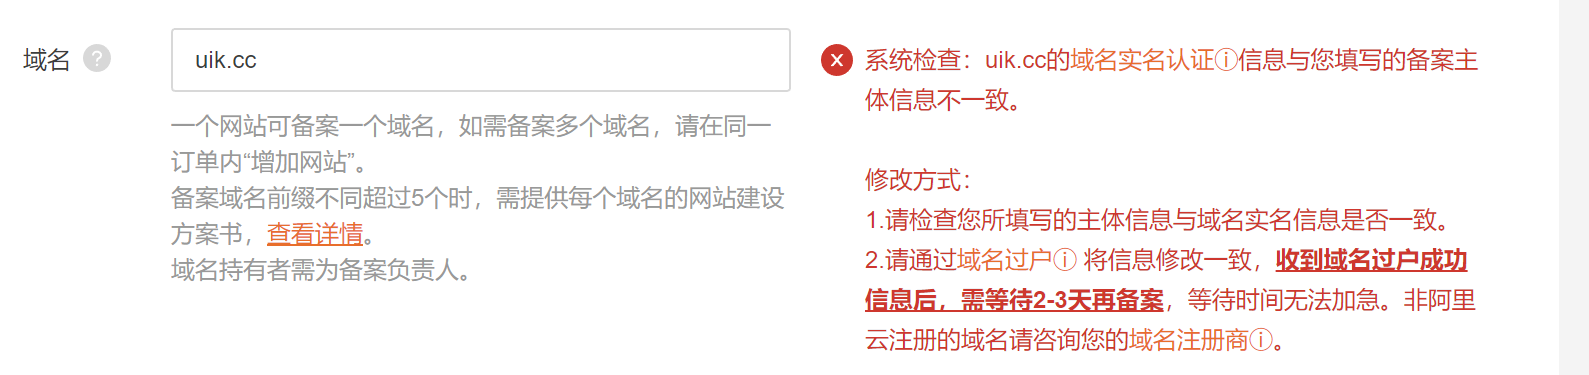 域名 ?
uik.cc
一个网站可备案一个域名，如需备案多个域名，请在同一
订单内“增加网站”。
备案域名前缀不同超过5个时，需提供每个域名的网站建设
方案书，查看详情。
域名持有者需为备案负责人。
系统检查：uik.cc的域名实名认证ⓘ信息与您填写的备案主
体信息不一致。
修改方式：
1.请检查您所填写的主体信息与域名实名信息是否一致。
2.请通过域名过户ⓘ 将信息修改一致，收到域名过户成功
信息后，需等待2-3天再备案，等待时间无法加急。非阿里
云注册的域名请咨询您的域名注册商ⓘ。